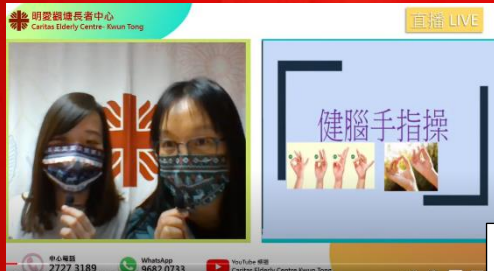 明愛觀塘長者中心
Caritas Elderly Centre- Kwun Tong
直播 LIVE
健腦手指操
中心電話
2727 3189
WhatsApp
9682 0733
YouTube 頻道
Caritas Elderly Centre Kwun Tong